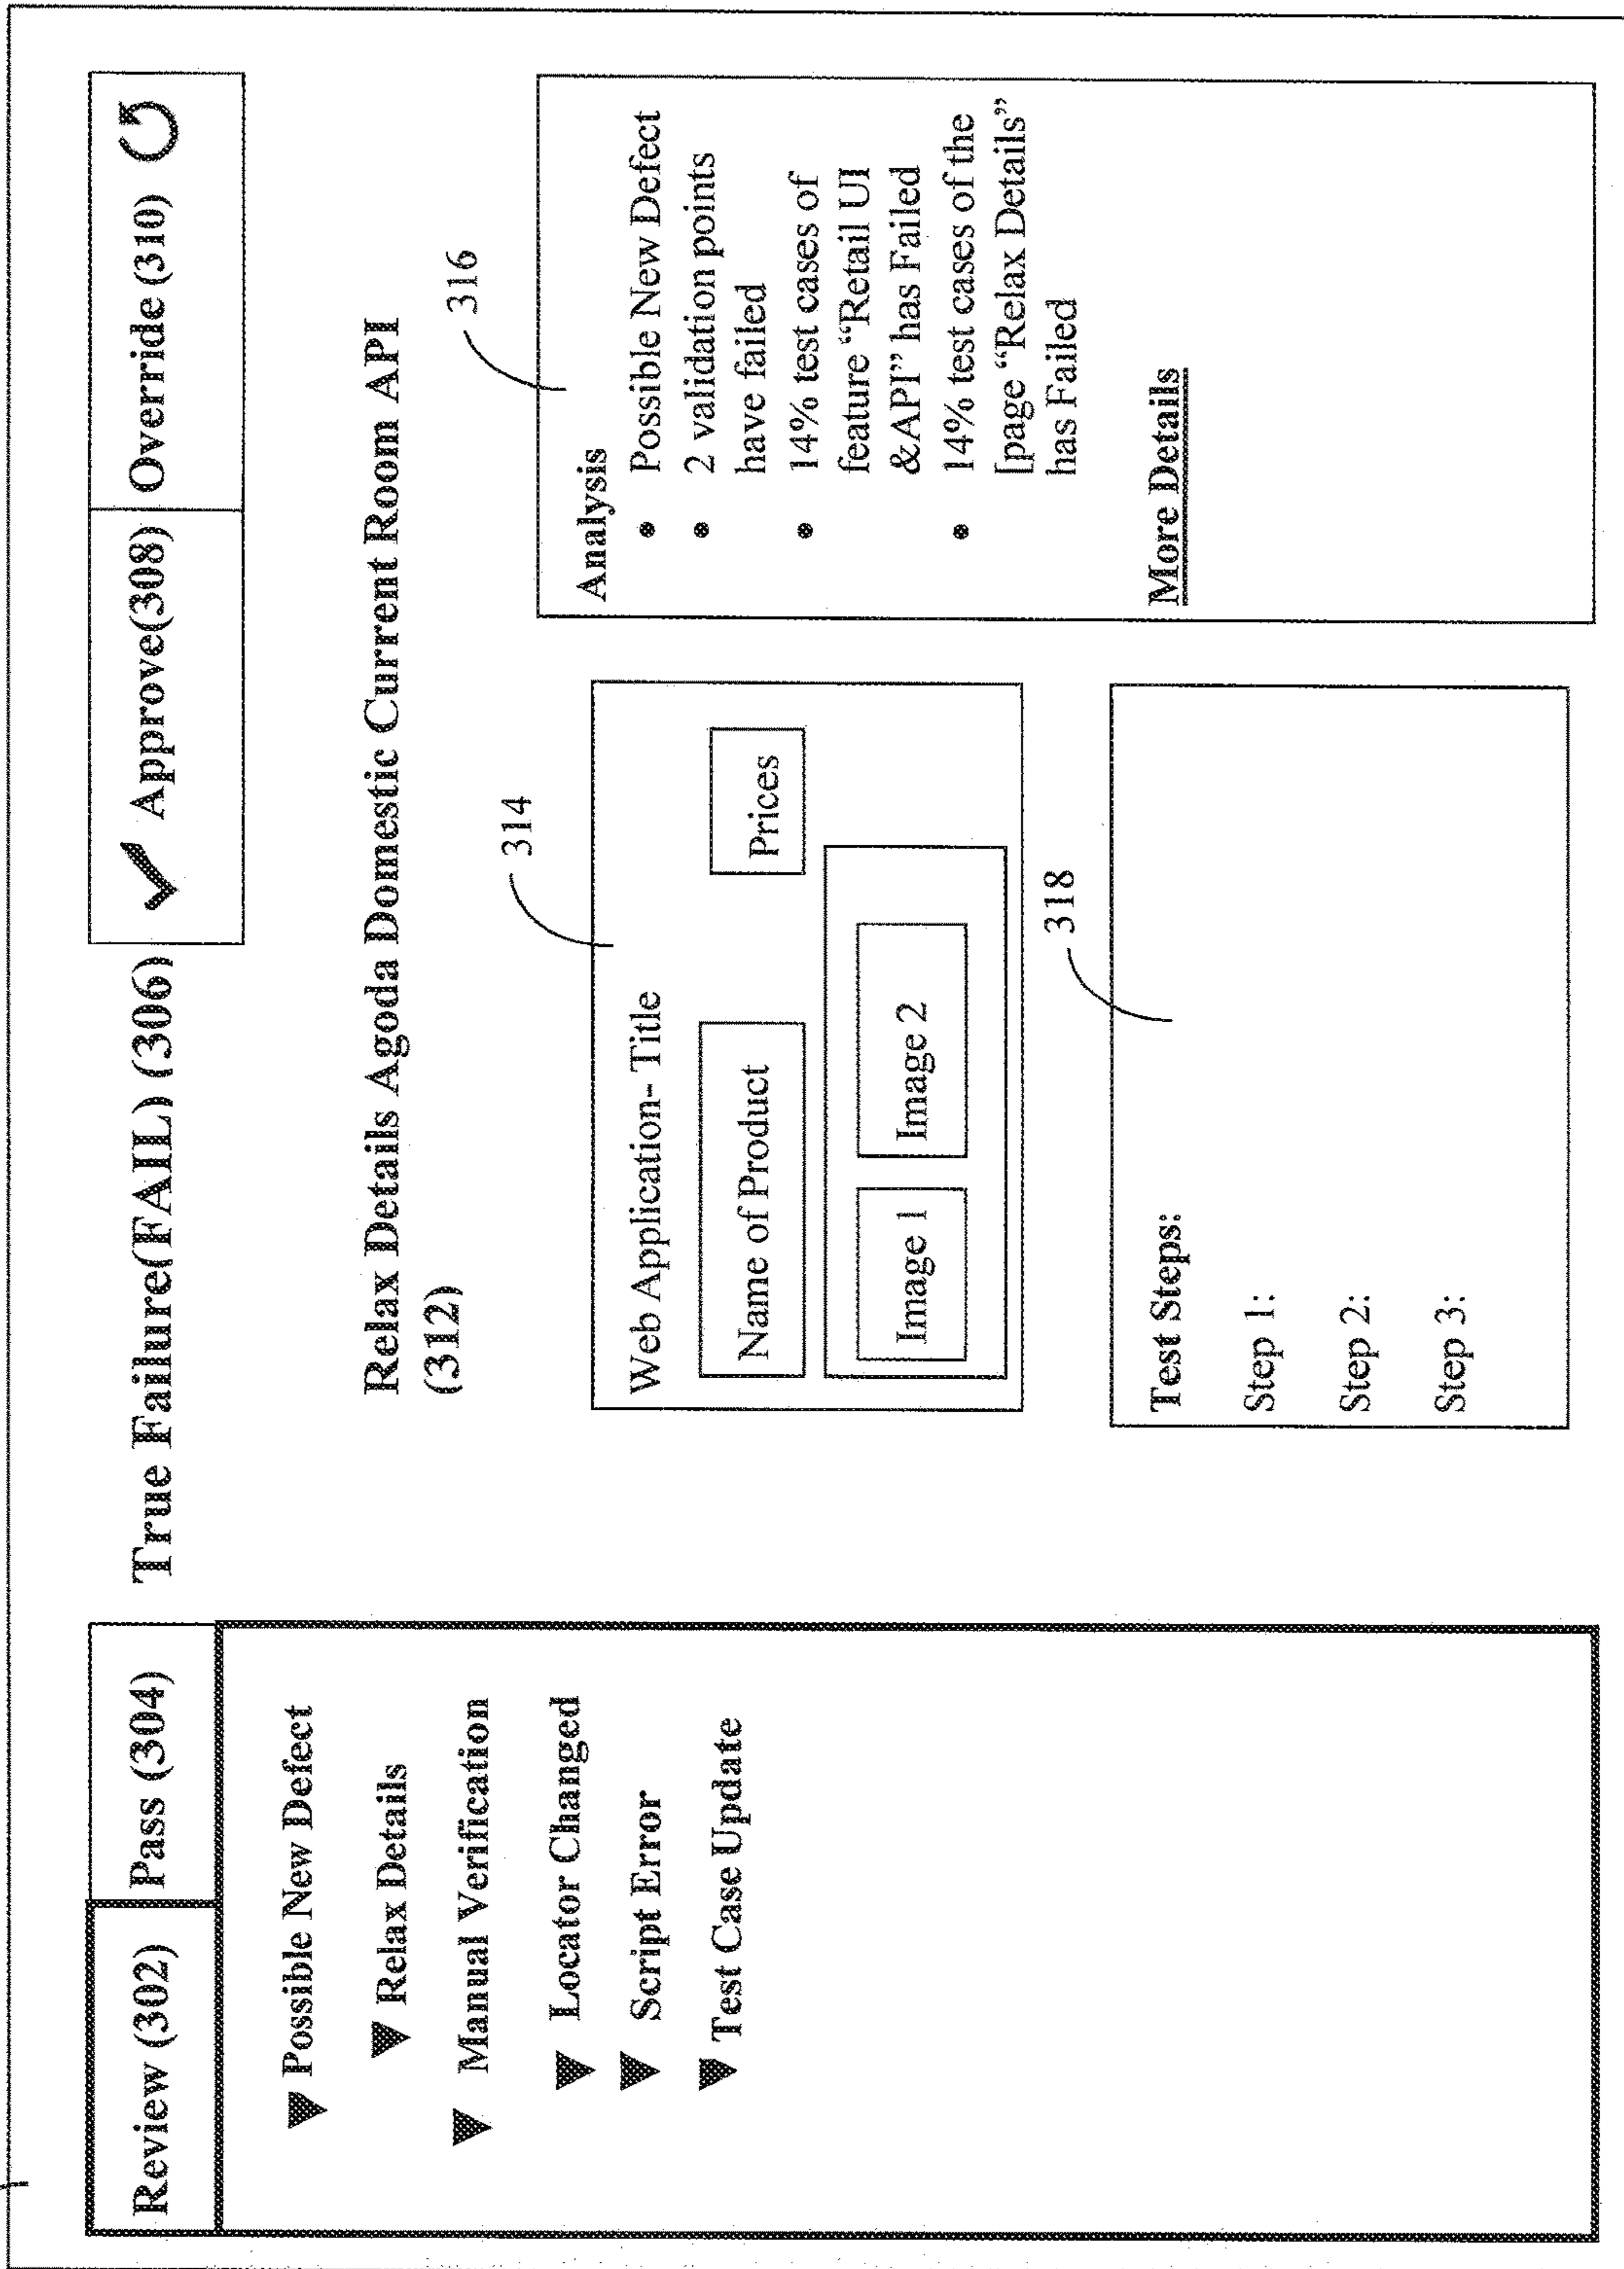 Review (302)
Pass (304)
True Failure(FAIL) (306)
Approve(308)
Override (310)
Possible New Defect
Relax Details
Manual Verification
Locator Changed
Script Error
Test Case Update
Relax Details Agoda Domestic Current Room API
(312)
314
Web Application- Title
Name of Product
Prices
Image 1
Image 2
316
Analysis
• Possible New Defect
• 2 validation points
have failed
• 14% test cases of
feature “Retail UI
&API” has Failed
• 14% test cases of the
[page “Relax Details”
has Failed
More Details
318
Test Steps:
Step 1:
Step 2:
Step 3: